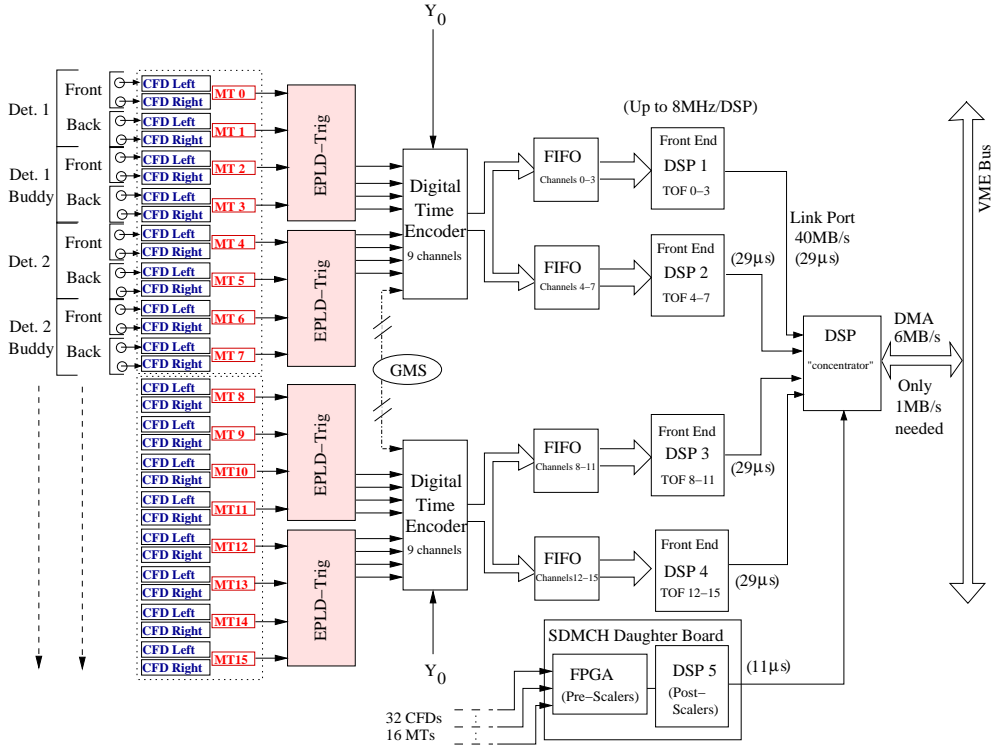 Y0
Det. 1
Front
Back
Det. 1
Buddy
Front
Back
Det. 2
Front
Back
Det. 2
Buddy
Front
Back
CFD Left
CFD Right
MT 0
CFD Left
CFD Right
MT 1
CFD Left
CFD Right
MT 2
CFD Left
CFD Right
MT 3
CFD Left
CFD Right
MT 4
CFD Left
CFD Right
MT 5
CFD Left
CFD Right
MT 6
CFD Left
CFD Right
MT 7
CFD Left
CFD Right
MT 8
CFD Left
CFD Right
MT 9
CFD Left
CFD Right
MT10
CFD Left
CFD Right
MT11
CFD Left
CFD Right
MT12
CFD Left
CFD Right
MT13
CFD Left
CFD Right
MT14
CFD Left
CFD Right
MT15
EPLD−Trig
EPLD−Trig
EPLD−Trig
EPLD−Trig
Digital
Time
Encoder
9 channels
GMS
Digital
Time
Encoder
9 channels
Y0
FIFO
Channels 0−3
FIFO
Channels 4−7
FIFO
Channels 8−11
FIFO
Channels12−15
(Up to 8MHz/DSP)
Front End
DSP 1
TOF 0−3
Front End
DSP 2
TOF 4−7
Front End
DSP 3
TOF 8−11
Front End
DSP 4
TOF 12−15
Link Port
40MB/s
(29μs)
(29μs)
(29μs)
(29μs)
DSP
"concentrator"
DMA
6MB/s
Only
1MB/s
needed
VME Bus
SDMCH Daughter Board
FPGA
(Pre−Scalers)
DSP 5
(Post−
Scalers)
(11μs)
32 CFDs
16 MTs